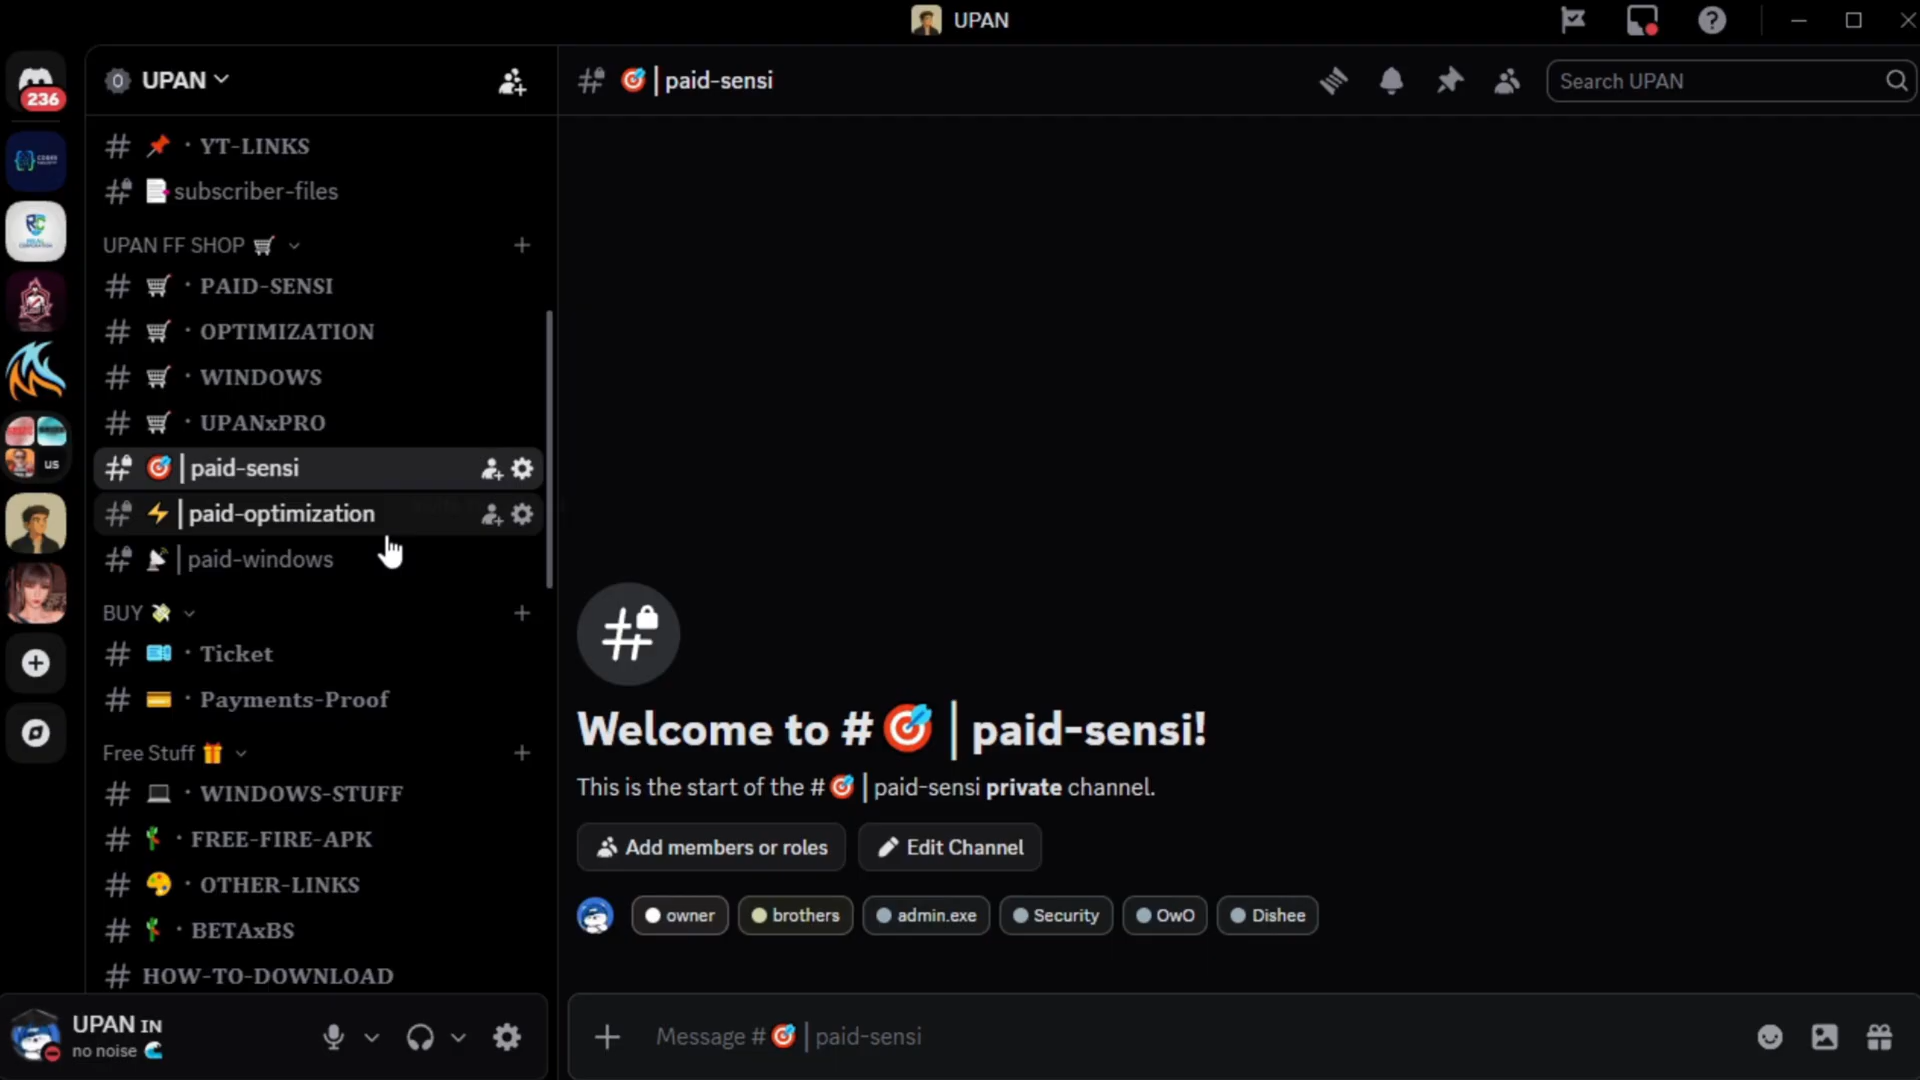 UPAN
236
UPAN
YT-LINKS
subscriber-files
UPAN FF SHOP
PAID-SENSI
OPTIMIZATION
WINDOWS
UPANxPRO
| paid-sensi
| paid-optimization
| paid-windows
BUY
Ticket
Payments-Proof
Free Stuff
WINDOWS-STUFF
FREE-FIRE-APK
OTHER-LINKS
BETAxBS
HOW-TO-DOWNLOAD
us
UPAN IN
no noise
| paid-sensi
Search UPAN
Welcome to # 🎯 | paid-sensi!
This is the start of the # 🎯 | paid-sensi private channel.
Add members or roles
Edit Channel
owner
brothers
admin.exe
Security
OwO
Dishee
Message # 🎯 | paid-sensi